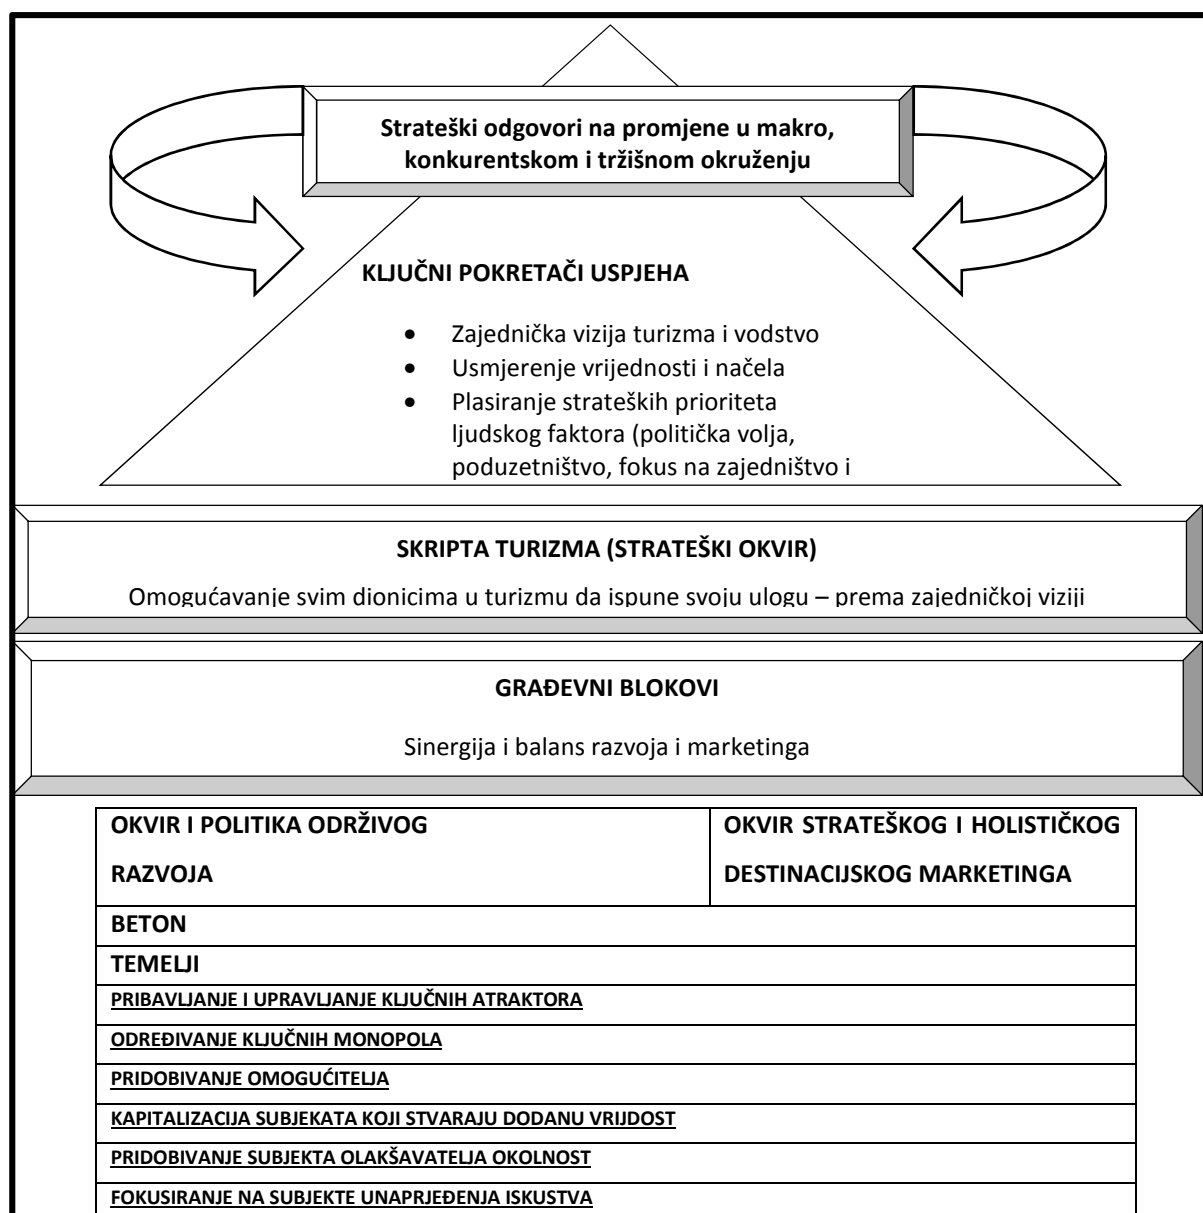 Strateški odgovori na promjene u makro,
konkurentskom i tržišnom okruženju
KLJUČNI POKRETAČI USPJEHA
• Zajednička vizija turizma i vodstvo
• Usmjerenje vrijednosti i načela
• Plasiranje strateških prioriteta
ljudskog faktora (politička volja,
poduzetništvo, fokus na zajedništvo i
SKRIPTA TURIZMA (STRATEŠKI OKVIR)
Omogućavanje svim dionicima u turizmu da ispune svoju ulogu – prema zajedničkoj viziji
GRAĐEVNI BLOKOVI
Sinergija i balans razvoja i marketinga
OKVIR I POLITIKA ODRŽIVOG
RAZVOJA
OKVIR STRATEŠKOG I HOLISTIČKOG
DESTINACIJSKOG MARKETINGA
BETON
TEMELJI
PRIBAVLJANJE I UPRAVLJANJE KLJUČNIH ATRAKTORA
ODREĐIVANJE KLJUČNIH MONOPOLA
PRIDOBIVANJE OMOGUĆITELJA
KAPITALIZACIJA SUBJEKATA KOJI STVARAJU DODANU VRIJDOST
PRIDOBIVANJE SUBJEKTA OLAKŠAVATELJA OKOLNOST
FOKUSIRANJE NA SUBJEKTE UNAPRJEĐENJA ISKUSTVA